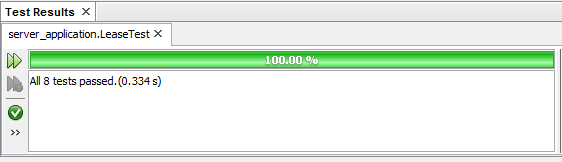 Test Results
server_application.LeaseTest
100.00 %
All 8 tests passed.(0.334 s)